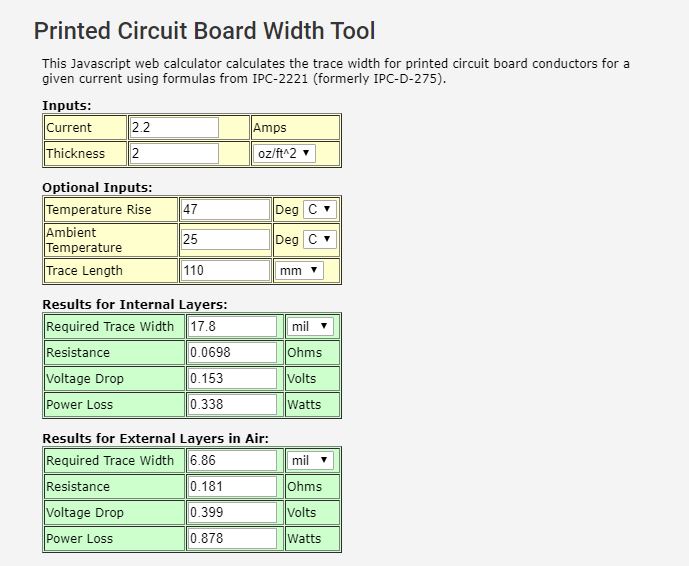 Printed Circuit Board Width Tool
This Javascript web calculator calculates the trace width for printed circuit board conductors for a
given current using formulas from IPC-2221 (formerly IPC-D-275).
Inputs:
Current 2.2 Amps
Thickness 2 oz/ft^2 ▼
Optional Inputs:
Temperature Rise 47 Deg C ▼
Ambient
Temperature 25 Deg C ▼
Trace Length 110 mm ▼
Results for Internal Layers:
Required Trace Width 17.8 mil ▼
Resistance 0.0698 Ohms
Voltage Drop 0.153 Volts
Power Loss 0.338 Watts
Results for External Layers in Air:
Required Trace Width 6.86 mil ▼
Resistance 0.181 Ohms
Voltage Drop 0.399 Volts
Power Loss 0.878 Watts